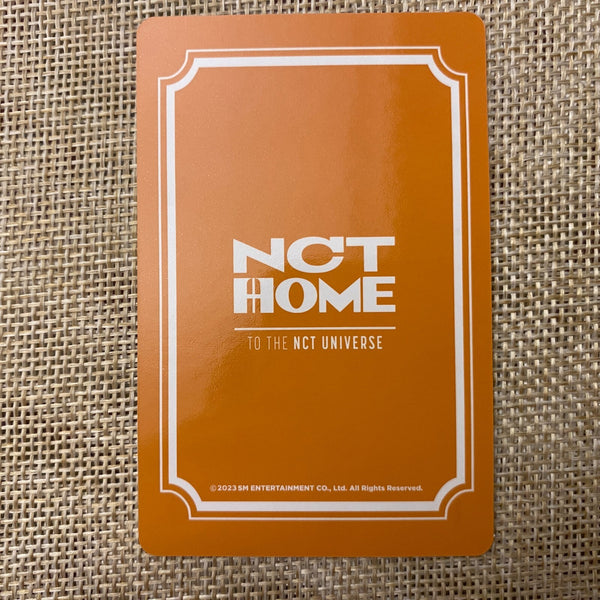 NCT
HOME
TO THE NCT UNIVERSE
©2023 SM ENTERTAINMENT CO., Ltd. All Rights Reserved.